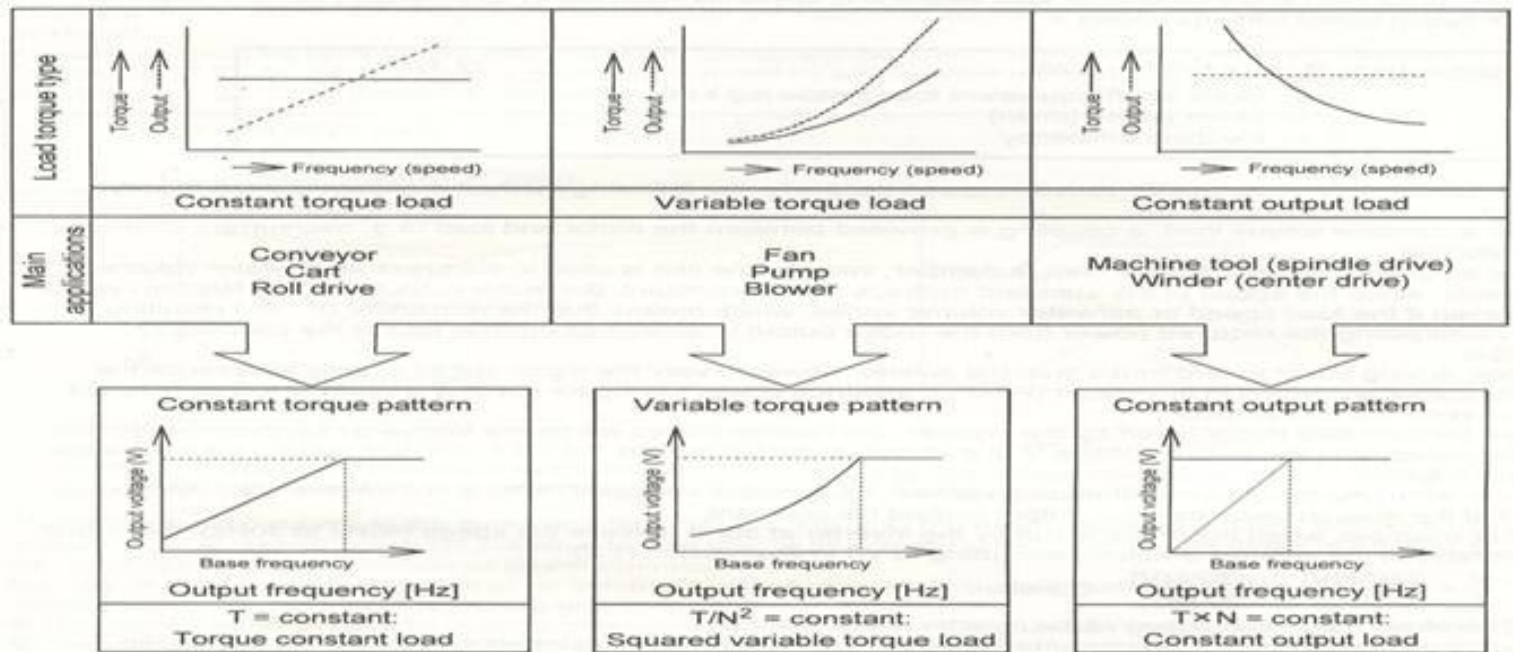 Load torque type
Torque
Output
Frequency (speed)
Torque
Output
Frequency (speed)
Torque
Output
Frequency (speed)
Constant torque load
Variable torque load
Constant output load
Main
applications
Conveyor
Cart
Roll drive
Fan
Pump
Blower
Machine tool (spindle drive)
Winder (center drive)
Constant torque pattern
Output voltage (V)
Base frequency
Output frequency [Hz]
T = constant:
Torque constant load
Variable torque pattern
Output voltage (V)
Base frequency
Output frequency [Hz]
T/N² = constant:
Squared variable torque load
Constant output pattern
Output voltage (V)
Base frequency
Output frequency [Hz]
T × N = constant:
Constant output load